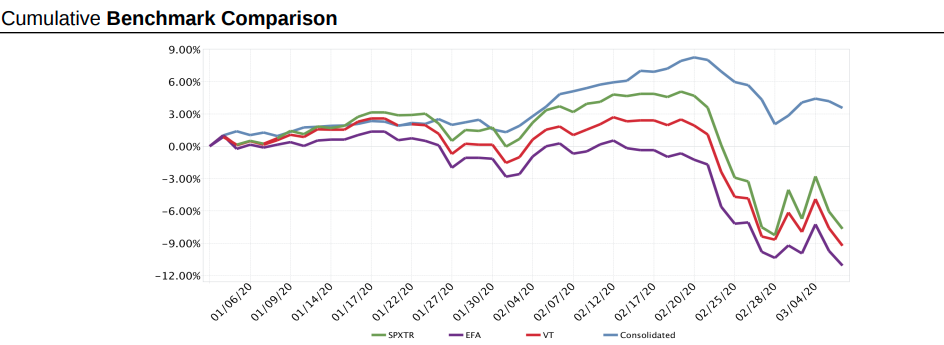 Cumulative Benchmark Comparison
9.00%
6.00%
3.00%
0.00%
-3.00%
-6.00%
-9.00%
-12.00%
01/06/20 01/09/20 01/14/20 01/17/20 01/22/20 01/27/20 01/30/20 02/04/20 02/07/20 02/12/20 02/17/20 02/20/20 02/25/20 02/28/20 03/04/20
SPXTR EFA VT Consolidated